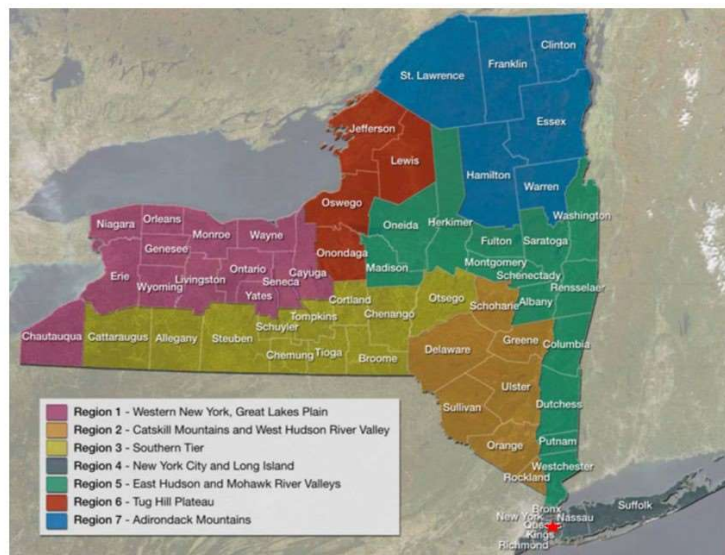 Clinton
Franklin
St. Lawrence
Essex
Jefferson
Lewis
Hamilton
Warren
Oswego
Washington
Niagara
Orleans
Monroe
Wayne
Oneida
Herkimer
Fulton
Saratoga
Genesee
Onondaga
Madison
Montgomery
Schenectady
Rensselaer
Erie
Wyoming
Livingston
Ontario
Seneca
Cayuga
Yates
Cortland
Otsego
Schoharie
Albany
Chautauqua
Cattaraugus
Allegany
Steuben
Schuyler
Tompkins
Chenango
Chemung
Tioga
Broome
Delaware
Greene
Columbia
Ulster
Sullivan
Dutchess
Orange
Putnam
Rockland
Westchester
Region 1 - Western New York, Great Lakes Plain
Region 2 - Catskill Mountains and West Hudson River Valley
Region 3 - Southern Tier
Region 4 - New York City and Long Island
Region 5 - East Hudson and Mohawk River Valleys
Region 6 - Tug Hill Plateau
Region 7 - Adirondack Mountains
Bronx
New York
Nassau
Suffolk
Kings
Richmond